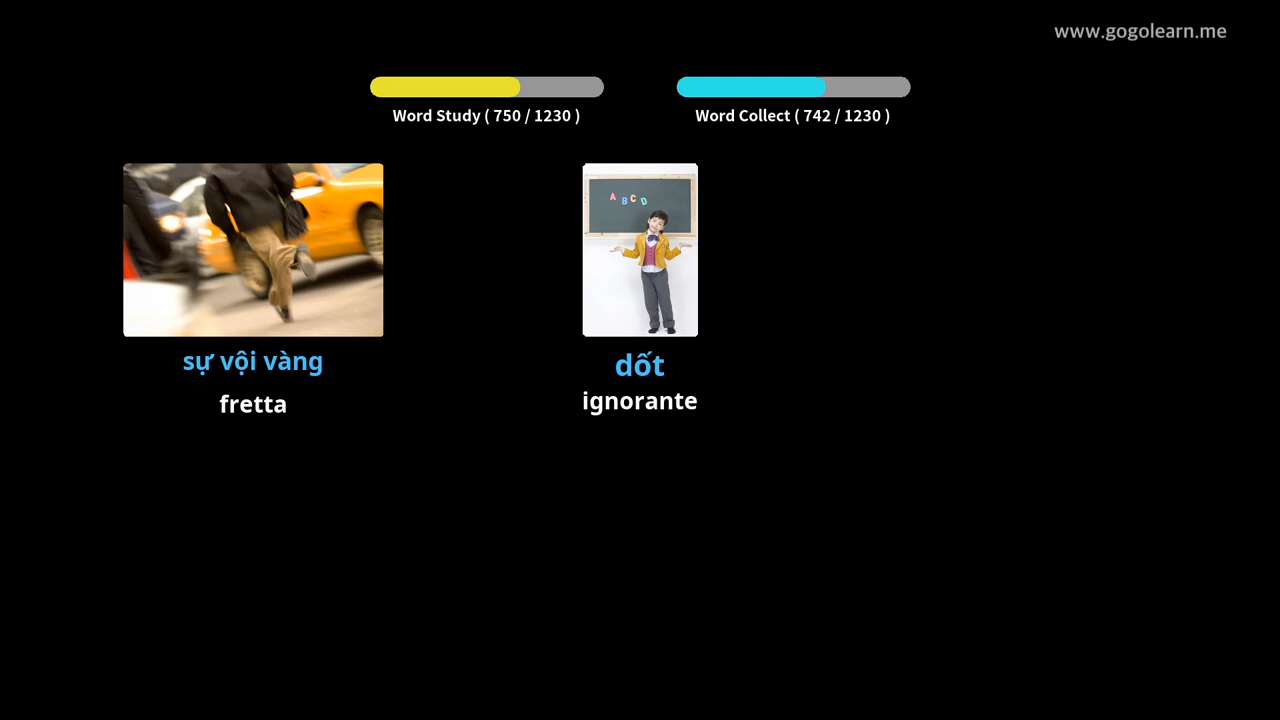 www.gogolearn.me
Word Study ( 750 / 1230 )
Word Collect ( 742 / 1230 )
A B C D
sự vội vàng
fretta
dốt
ignorante